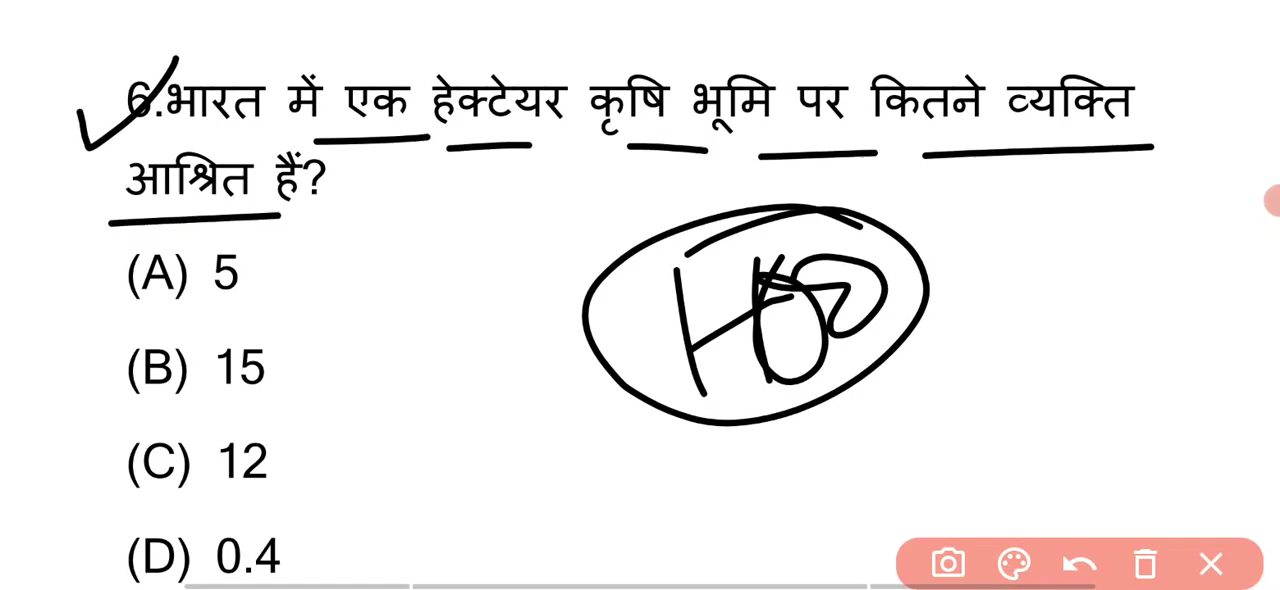 6.भारत में एक हेक्टेयर कृषि भूमि पर कितने व्यक्ति
आश्रित हैं?
(A) 5
(B) 15
(C) 12
(D) 0.4